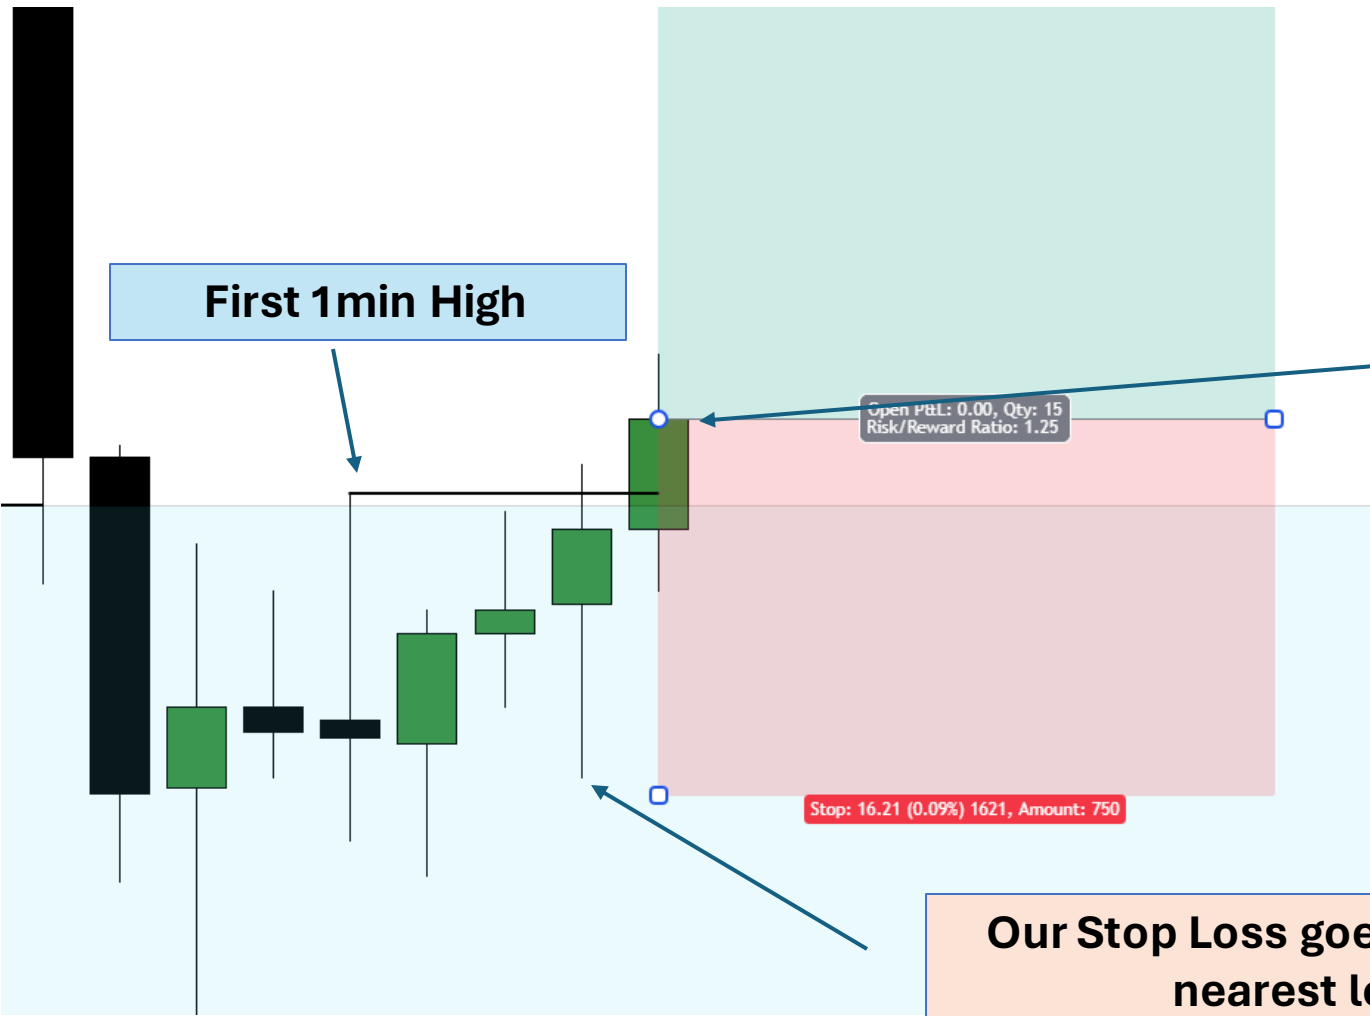 First 1min High
Open P&L: 0.00, Qty: 15
Risk/Reward Ratio: 1.25
Stop: 16.21 (0.09%) 1621, Amount: 750
Our Stop Loss goe
nearest l